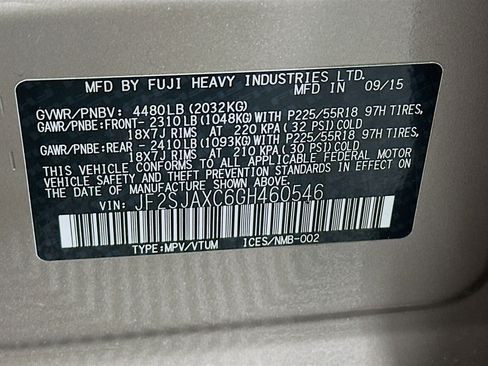 MFD BY FUJI HEAVY INDUSTRIES LTD.
MFD IN 09/15
GVWR/PNBV: 4480LB(2032KG)
GAWR/PNBE:FRONT-2310LB(1048KG)WITH P225/55R18 97H TIRES,
18X7J RIMS AT 220 KPA(32 PSI)COLD
GAWR/PNBE:REAR -2410LB(1093KG)WITH P225/55R18 97H TIRES,
18X7J RIMS AT 210 KPA(30 PSI)COLD
THIS VEHICLE CONFORMS TO ALL APPLICABLE FEDERAL MOTOR
VEHICLE SAFETY AND THEFT PREVENTION STANDARDS IN EFFECT
ON THE DATE OF MANUFACTURE SHOWN ABOVE.
VIN: JF2SJAXC6GH460546
TYPE:MPV/VTUM ICES/NMB-002